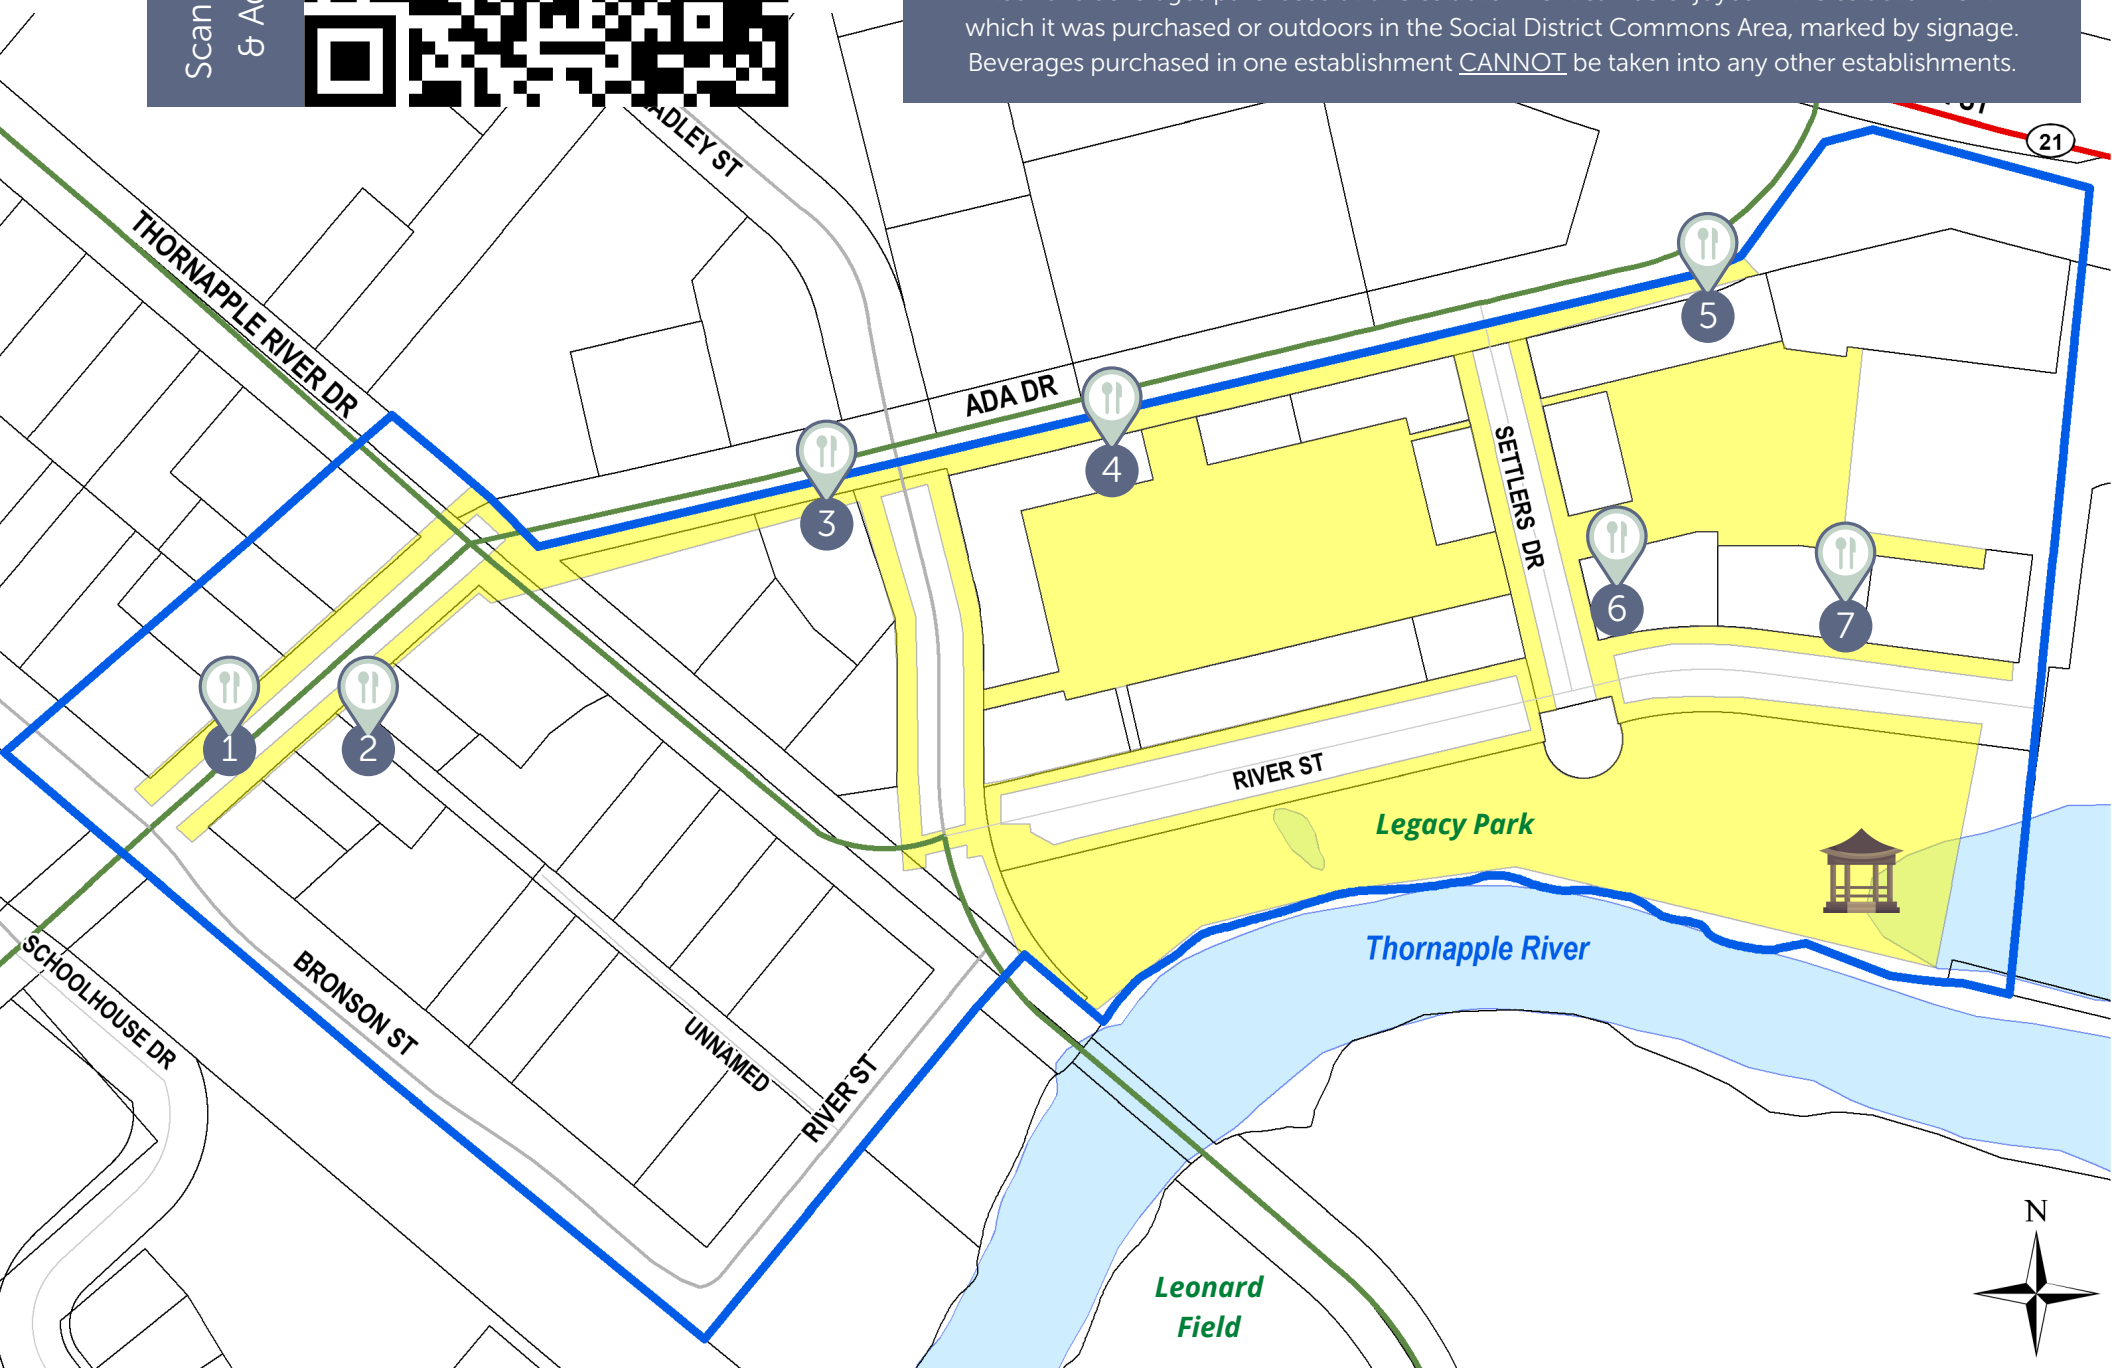 Scan
& Ad
which it was purchased or outdoors in the Social District Commons Area, marked by signage.
Beverages purchased in one establishment CANNOT be taken into any other establishments.
ADLEY ST
ST
21
THORNAPPLE RIVER DR
ADA DR
SETTLERS DR
1
2
3
4
5
6
7
RIVER ST
Legacy Park
Thornapple River
SCHOOLHOUSE DR
BRONSON ST
UNNAMED
RIVER ST
Leonard
Field
N